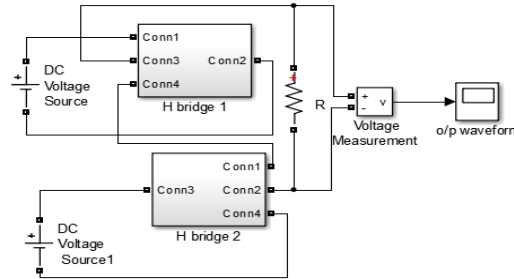 DC
Voltage
Source
Conn1
Conn3
Conn4
Conn2
H bridge 1
+
R
+
-
v
Voltage
Measurement
o/p waveform
DC
Voltage
Source1
+
Conn3
Conn1
Conn2
Conn4
H bridge 2
+